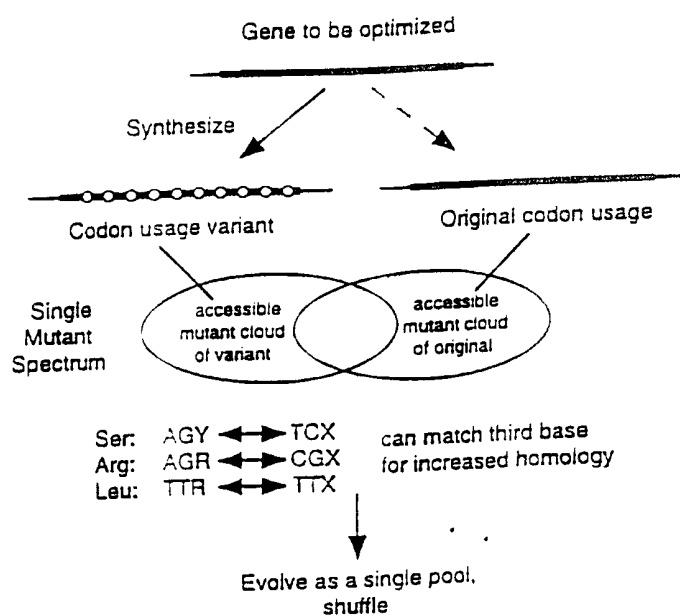 Gene to be optimized
Synthesize
Codon usage variant
Original codon usage
Single
Mutant
Spectrum
accessible
mutant cloud
of variant
accessible
mutant cloud
of original
Ser: AGY TCX
Arg: AGR CGX
Leu: TTR TTX
can match third base
for increased homology
Evolve as a single pool,
shuffle